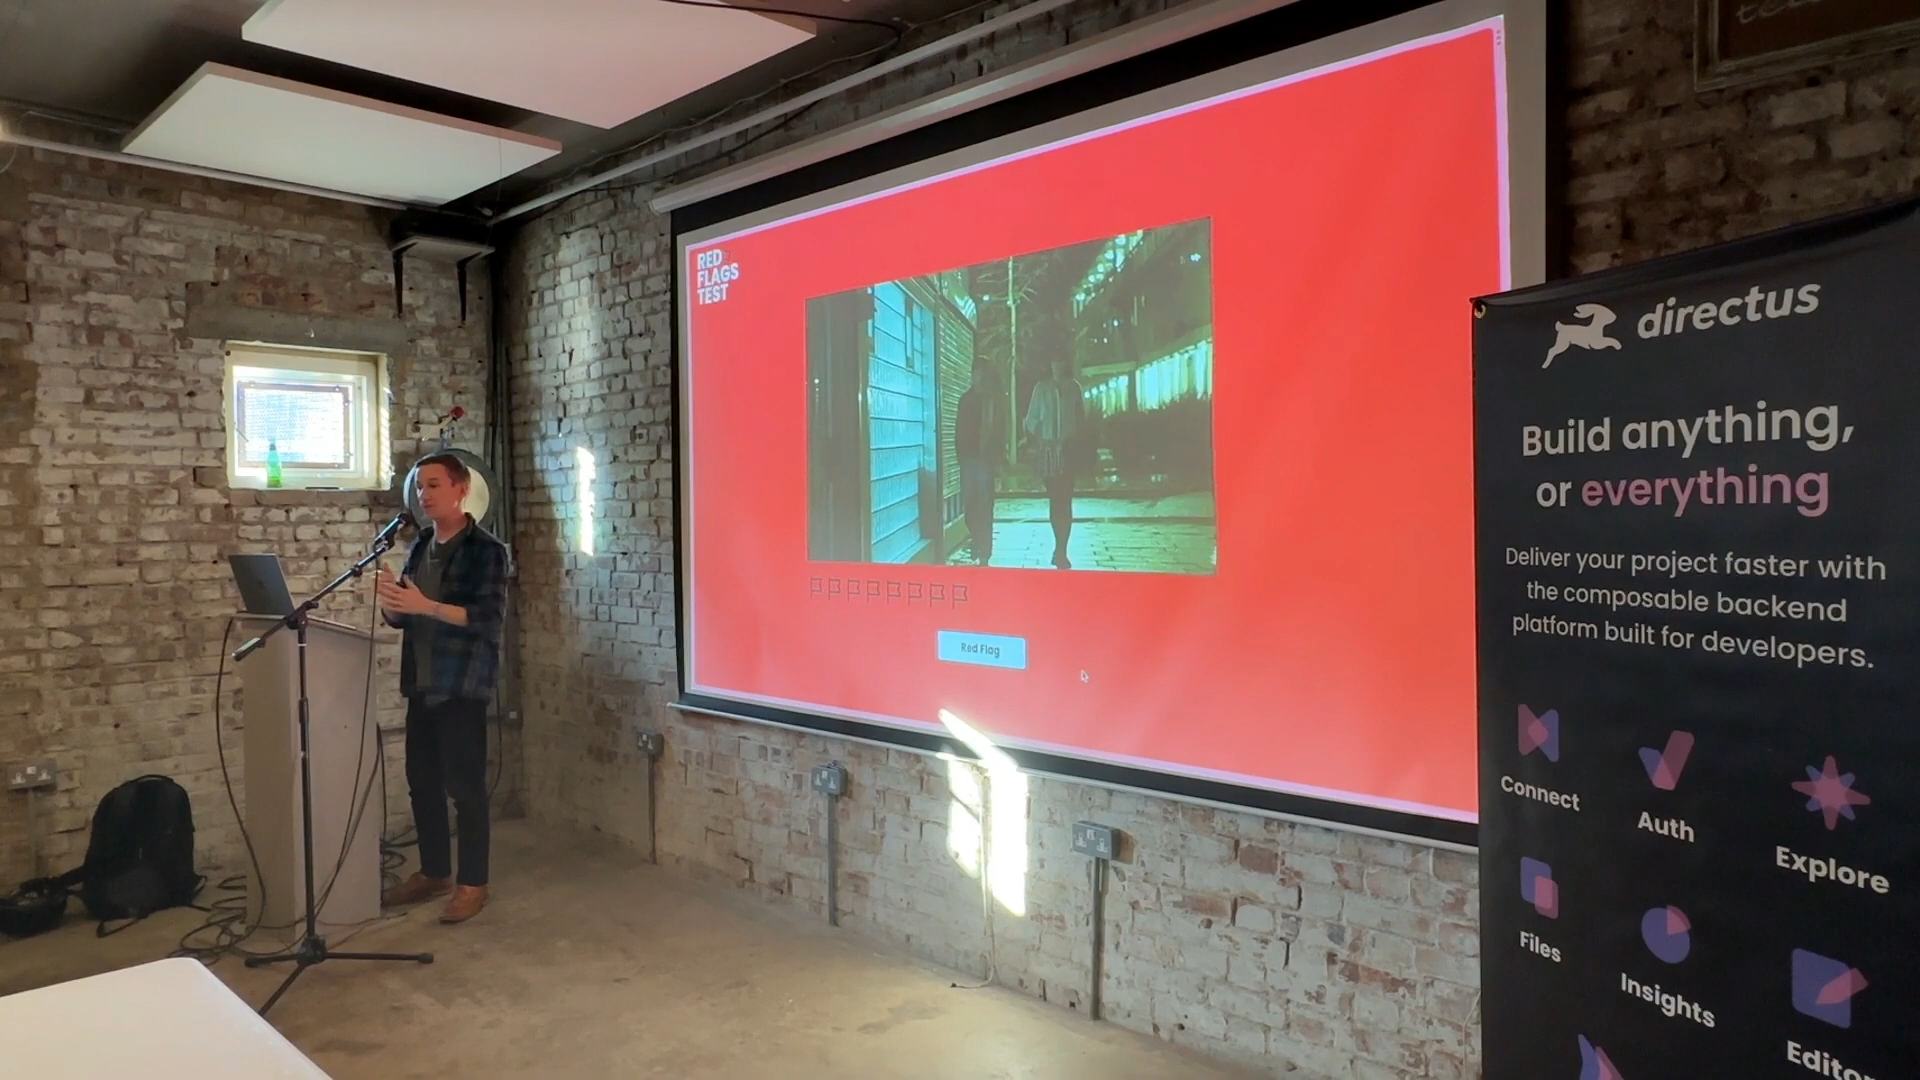 RED
FLAGS
TEST
Red Flag
directus
Build anything,
or everything
Deliver your project faster with
the composable backend
platform built for developers.
Connect
Auth
Explore
Files
Insights
Editor